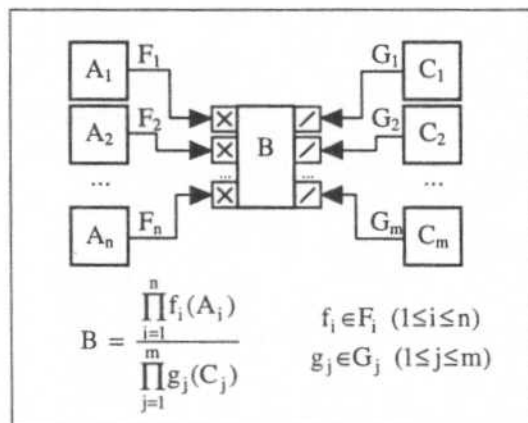 A₁ F₁ G₁ C₁
× /
A₂ F₂ B G₂ C₂
× /
... ... ... ...
× /
Aₙ Fₙ Gₘ Cₘ
n
∏ fᵢ(Aᵢ)
i=1
B =
m
∏ gⱼ(Cⱼ)
j=1
fᵢ∈Fᵢ (1≤i≤n)
gⱼ∈Gⱼ (1≤j≤m)